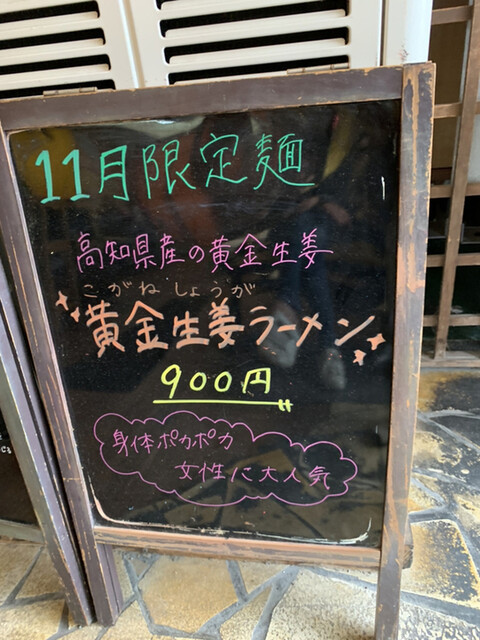 11月限定麺
高知県産の黄金生姜
こがねしょうが
黄金生姜ラーメン
900円
身体ポカポカ
女性に大人気